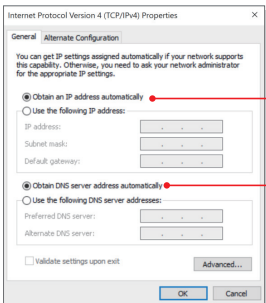 Internet Protocol Version 4 (TCP/IPv4) Properties
General
Alternate Configuration
You can get IP settings assigned automatically if your network supports
this capability. Otherwise, you need to ask your network administrator
for the appropriate IP settings.
Obtain an IP address automatically
Use the following IP address:
IP address:
Subnet mask:
Default gateway:
Obtain DNS server address automatically
Use the following DNS server addresses:
Preferred DNS server:
Alternate DNS server:
Validate settings upon exit
Advanced...
OK
Cancel